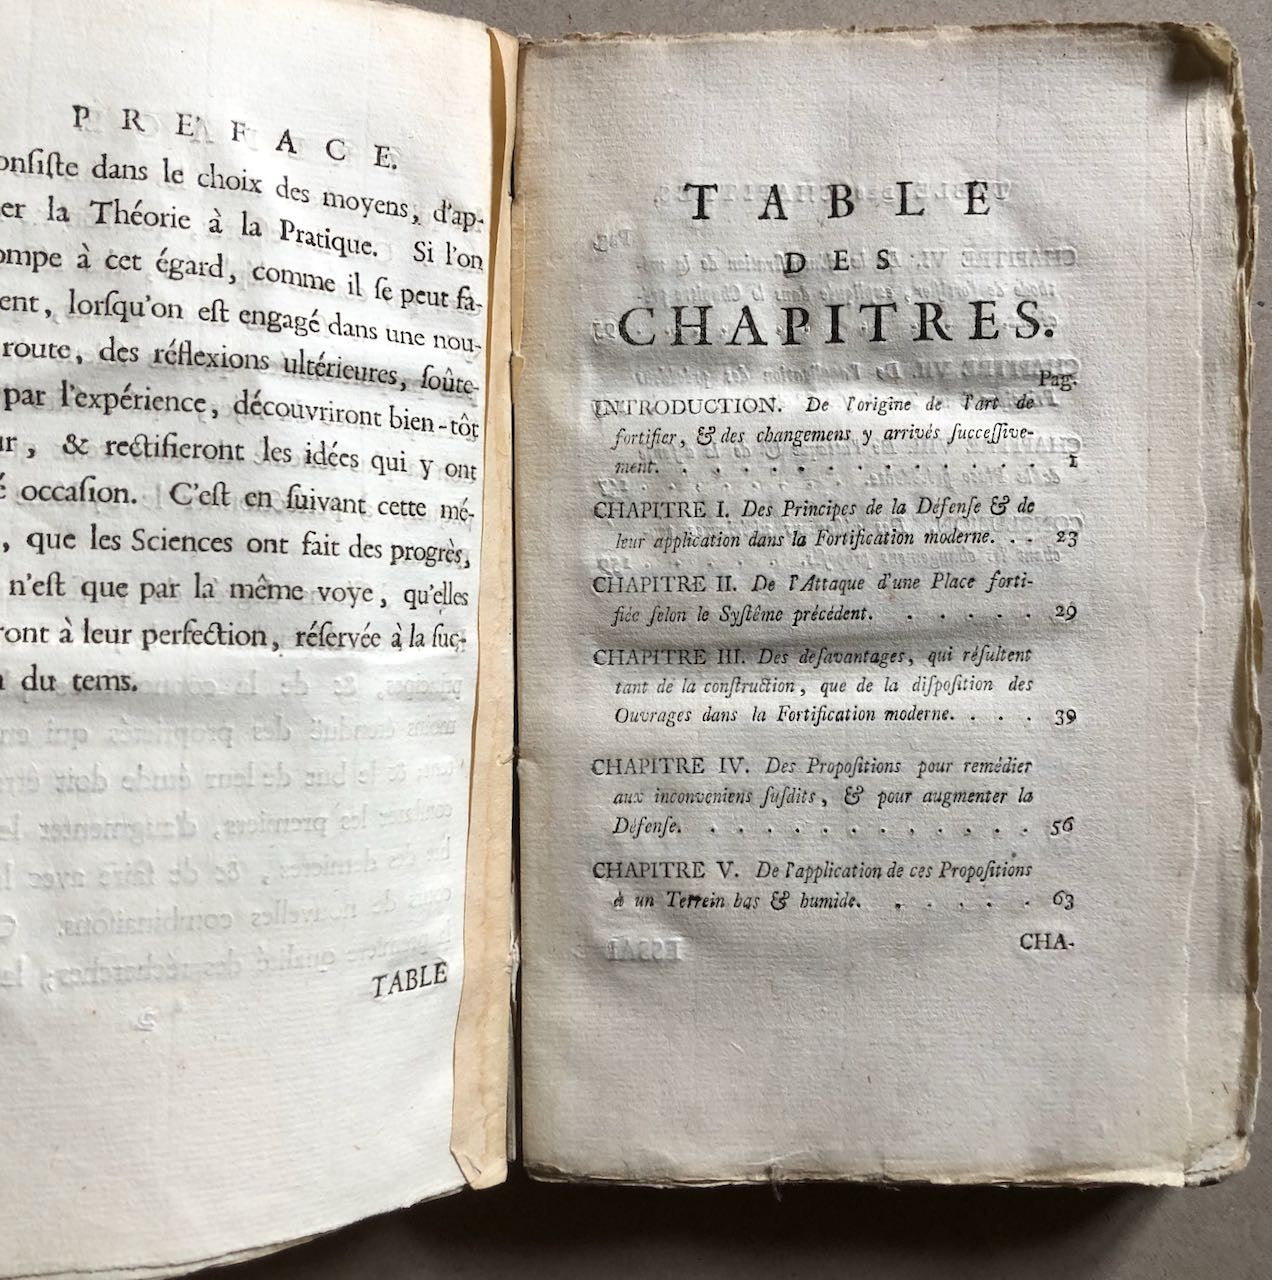 PRÉFACE.
onſiſte dans le choix des moyens, d'ap-
er la Théorie à la Pratique. Si l'on
ompe à cet égard, comme il ſe peut fa-
ent, lorſqu'on eſt engagé dans une nou-
route, des réflexions ultérieures, ſoûte-
par l'expérience, découvriront bien-tôt
ur, & rectifieront les idées qui y ont
é occaſion. C'eſt en ſuivant cette mé-
, que les Sciences ont fait des progrès,
n'eſt que par la même voye, qu'elles
ront à leur perfection, réſervée à la ſuc-
n du tems.
TABLE
TABLE
DES
CHAPITRES.
Pag.
INTRODUCTION. De l'origine de l'art de
fortifier, & des changemens y arrivés ſucceſſive-
ment. . . . . . . . . . . . . . 1
CHAPITRE I. Des Principes de la Défenſe & de
leur application dans la Fortification moderne. . . 23
CHAPITRE II. De l'Attaque d'une Place forti-
fiée ſelon le Syſtême précédent. . . . . . 29
CHAPITRE III. Des deſavantages, qui réſultent
tant de la conſtruction, que de la diſpoſition des
Ouvrages dans la Fortification moderne. . . . 39
CHAPITRE IV. Des Propoſitions pour remédier
aux inconveniens ſuſdits, & pour augmenter la
Défenſe. . . . . . . . . . . . . 56
CHAPITRE V. De l'application de ces Propoſitions
à un Terrein bas & humide. . . . . . 63
CHA-